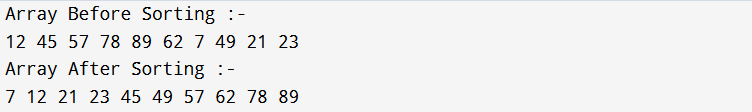 Array Before Sorting :-
12 45 57 78 89 62 7 49 21 23
Array After Sorting :-
7 12 21 23 45 49 57 62 78 89